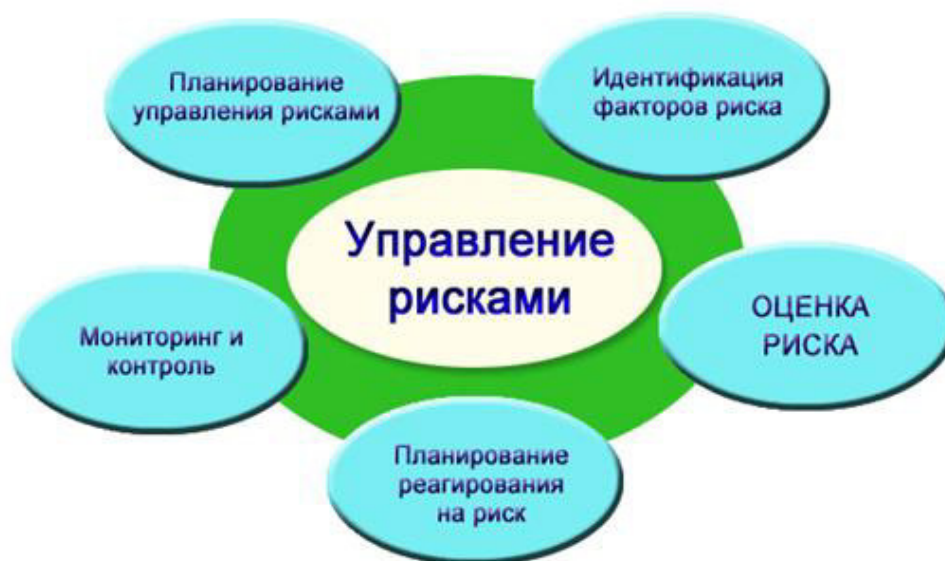 Планирование
управления рисками
Идентификация
факторов риска
Управление
рисками
ОЦЕНКА
РИСКА
Мониторинг и
контроль
Планирование
реагирования
на риск